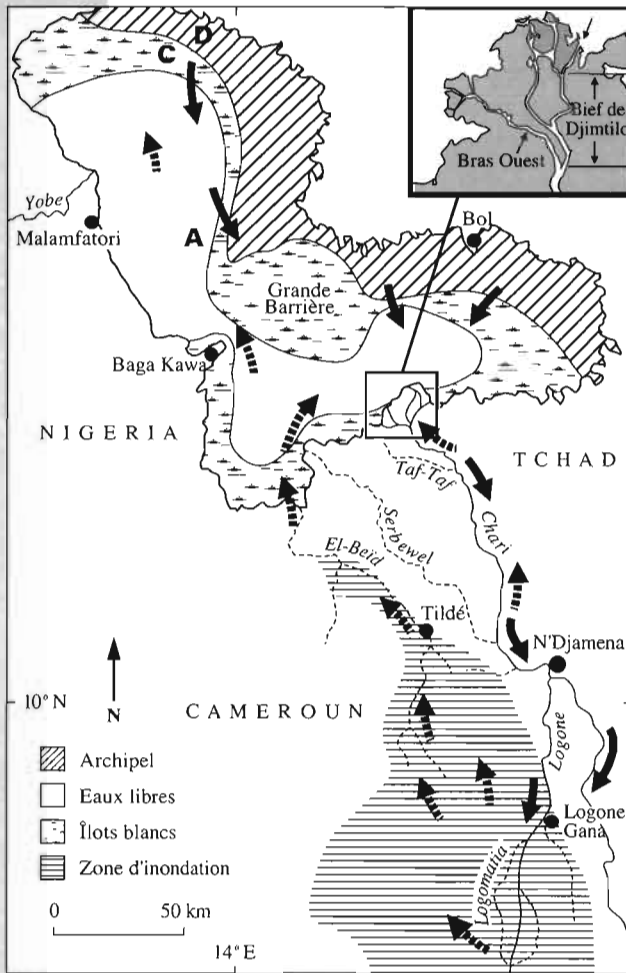 D
C
Bief de
Djimtilo
Bras Ouest
Yobe
Malamfatori
A
Bol
Grande
Barrière
Baga Kawa
NIGERIA
TCHAD
Taf-Taf
Chari
Serbewel
El-Beïd
Tildé
N'Djamena
10° N
N
CAMEROUN
Logone
Archipel
Eaux libres
Îlots blancs
Zone d'inondation
Logone
Gana
Logomatia
0 50 km
14° E